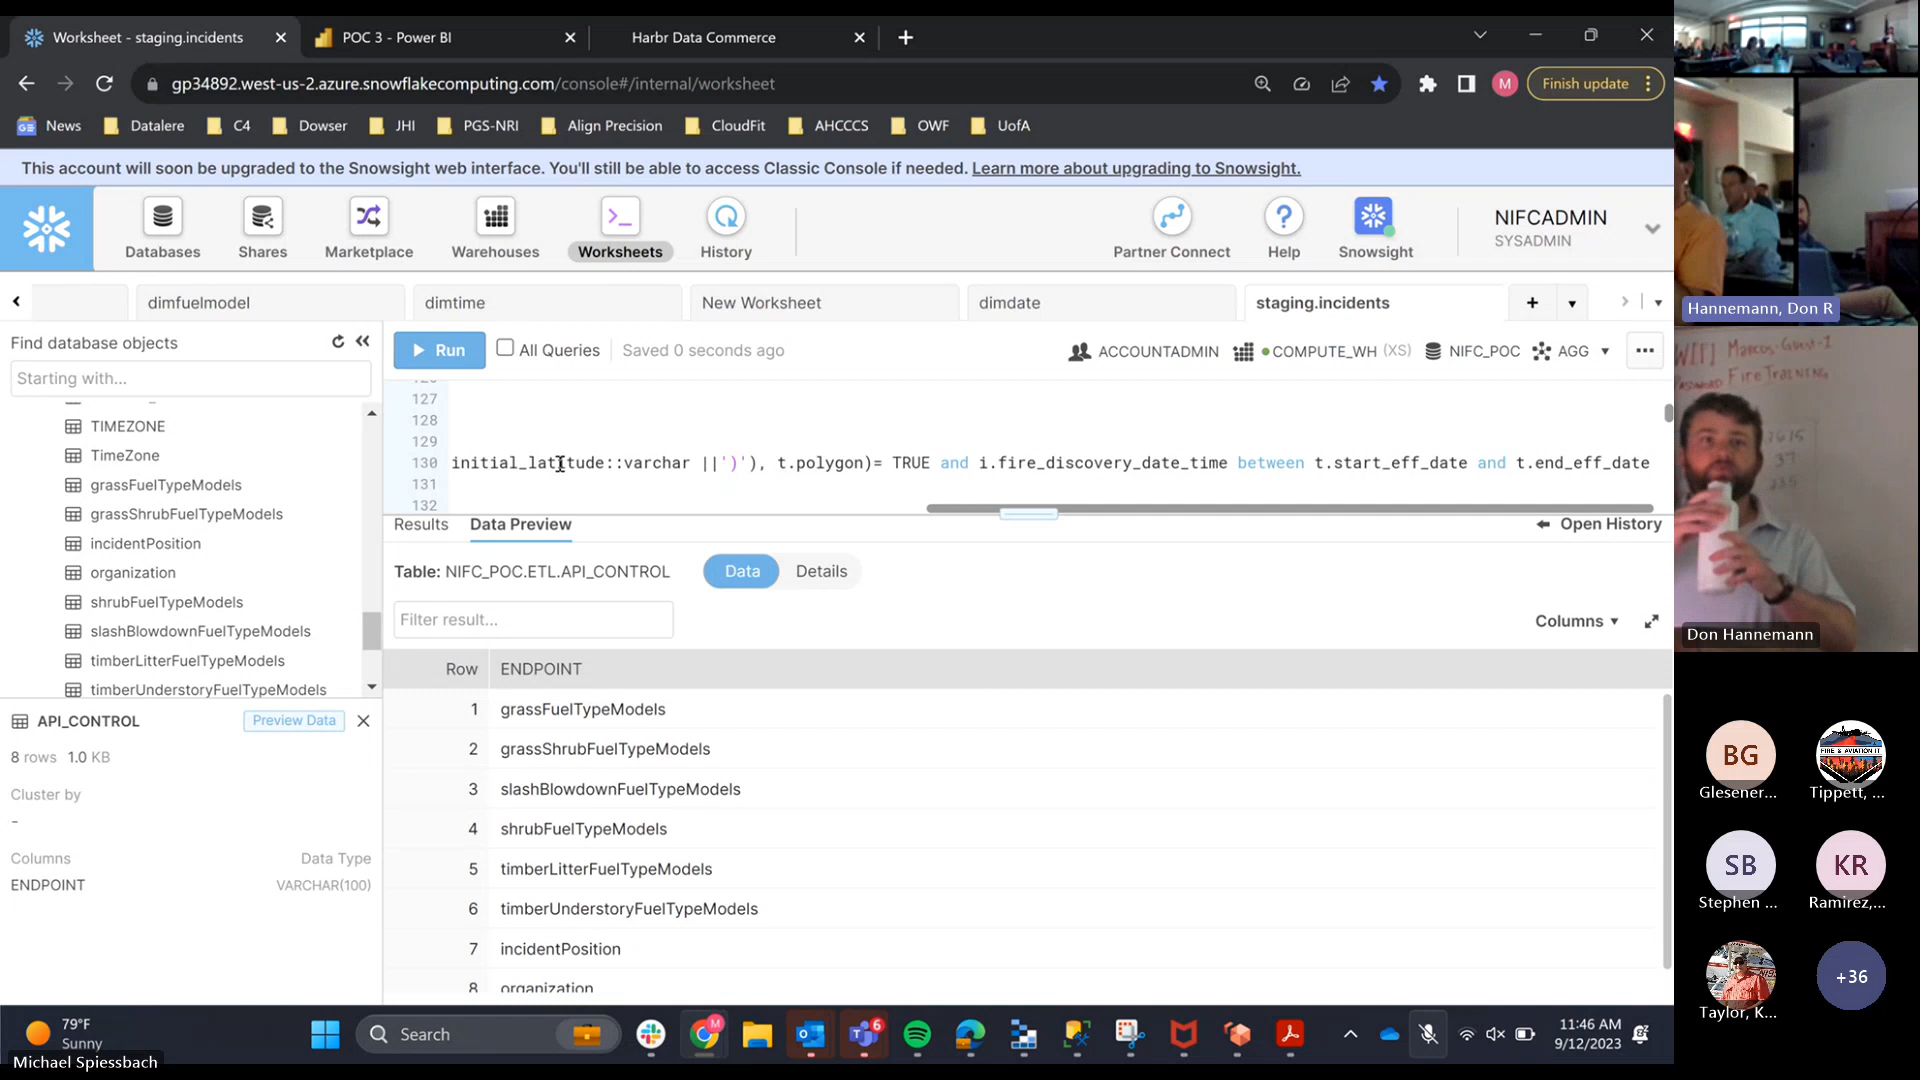 Worksheet - staging.incidents
POC 3 - Power BI
Harbr Data Commerce
gp34892.west-us-2.azure.snowflakecomputing.com/console#/internal/worksheet
M
Finish update
News
Datalere
C4
Dowser
JHI
PGS-NRI
Align Precision
CloudFit
AHCCCS
OWF
UofA
This account will soon be upgraded to the Snowsight web interface. You'll still be able to access Classic Console if needed. Learn more about upgrading to Snowsight.
Databases
Shares
Marketplace
Warehouses
Worksheets
History
Partner Connect
Help
Snowsight
NIFCADMIN
SYSADMIN
dimfuelmodel
dimtime
New Worksheet
dimdate
staging.incidents
Find database objects
Starting with...
Run
All Queries
Saved 0 seconds ago
ACCOUNTADMIN
COMPUTE_WH (XS)
NIFC_POC
AGG
TIMEZONE
TimeZone
grassFuelTypeModels
grassShrubFuelTypeModels
incidentPosition
organization
shrubFuelTypeModels
slashBlowdownFuelTypeModels
timberLitterFuelTypeModels
timberUnderstoryFuelTypeModels
127
128
129
130 initial_latitude::varchar ||')'), t.polygon)= TRUE and i.fire_discovery_date_time between t.start_eff_date and t.end_eff_date
131
132
Results
Data Preview
Open History
Table: NIFC_POC.ETL.API_CONTROL
Data
Details
Filter result...
Columns
Row ENDPOINT
1 grassFuelTypeModels
2 grassShrubFuelTypeModels
3 slashBlowdownFuelTypeModels
4 shrubFuelTypeModels
5 timberLitterFuelTypeModels
6 timberUnderstoryFuelTypeModels
7 incidentPosition
8 organization
API_CONTROL
Preview Data
8 rows 1.0 KB
Cluster by
-
Columns Data Type
ENDPOINT VARCHAR(100)
79°F
Sunny
Search
6
11:46 AM
9/12/2023
Michael Spiessbach
Hannemann, Don R
Marcos-Guest-1
Password FireTraining
Don Hannemann
BG
Glesener...
FIRE & AVIATION IT
Tippett, ...
SB
Stephen ...
KR
Ramirez,...
Taylor, K...
+36